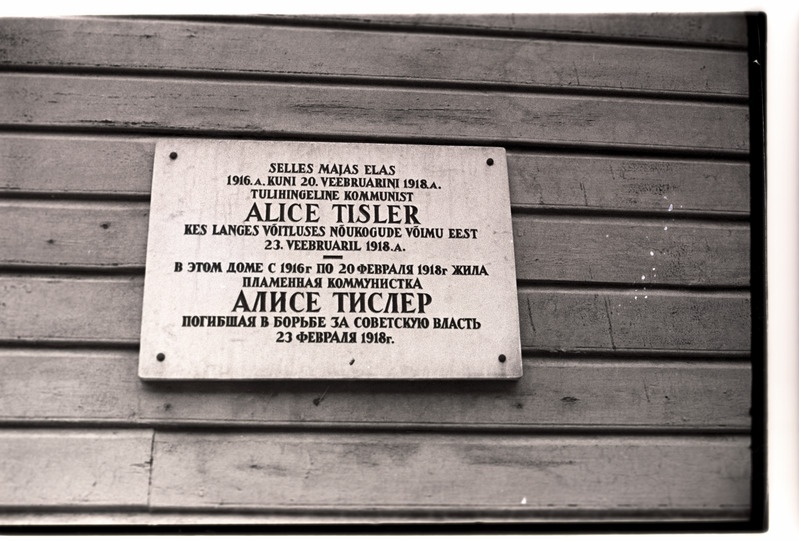 SELLES MAJAS ELAS
1916.A. KUNI 20. VEEBRUARINI 1918.A.
TULIHINGELINE KOMMUNIST
ALICE TISLER
KES LANGES VÕITLUSES NÕUKOGUDE VÕIMU EEST
23. VEEBRUARIL 1918.A.
В ЭТОМ ДОМЕ С 1916г ПО 20 ФЕВРАЛЯ 1918г ЖИЛА
ПЛАМЕННАЯ КОММУНИСТКА
АЛИСЕ ТИСЛЕР
ПОГИБШАЯ В БОРЬБЕ ЗА СОВЕТСКУЮ ВЛАСТЬ
23 ФЕВРАЛЯ 1918г.